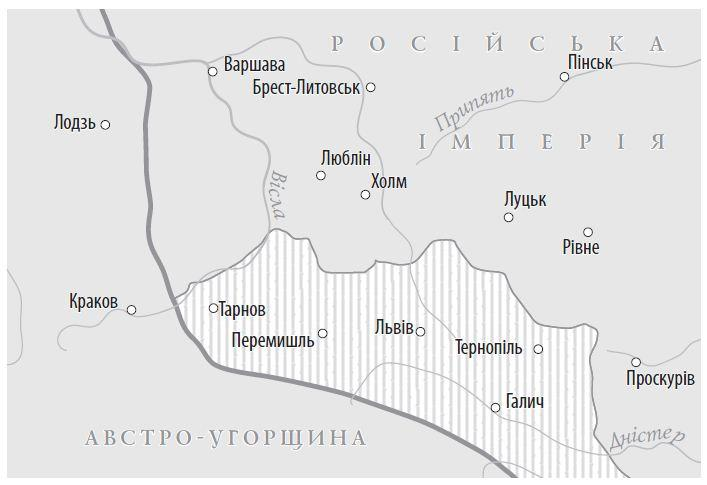 РОСІЙСЬКА
Варшава
Пінськ
Брест-Литовськ
Припять
Лодзь
ІМПЕРІЯ
Люблін
Холм
Вісла
Луцьк
Рівне
Краков
Тарнов
Перемишль
Львів
Тернопіль
Проскурів
Галич
АВСТРО-УГОРЩИНА
Дністер